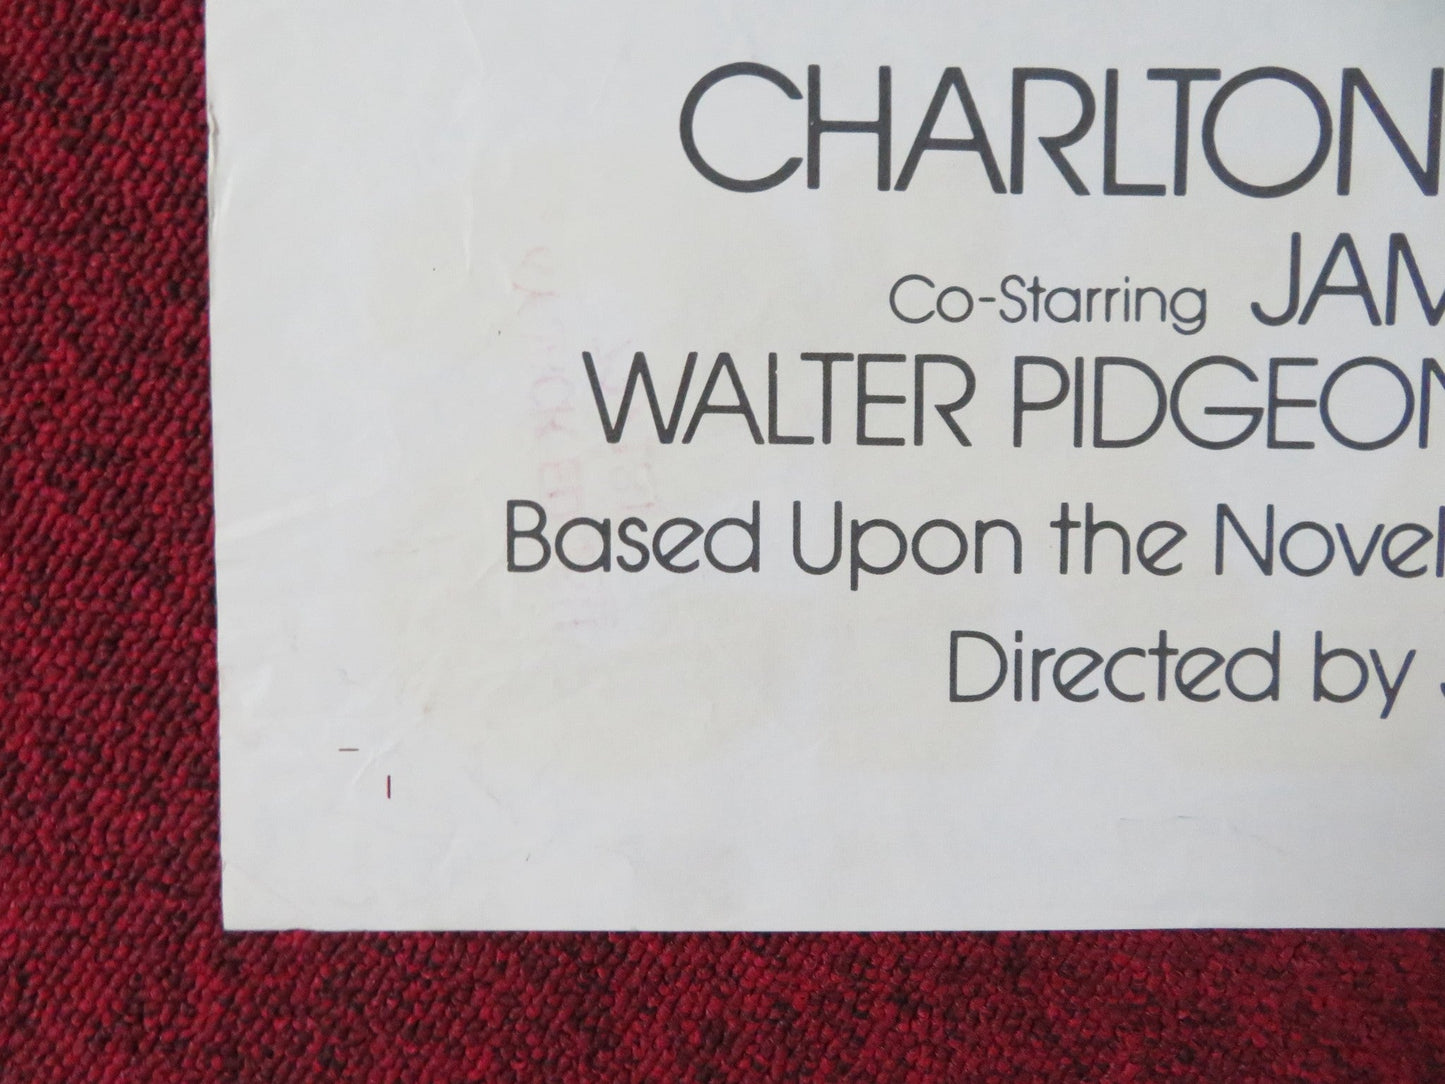 CHARLTON
Co-Starring JAM
WALTER PIDGEON
Based Upon the Novel
Directed by